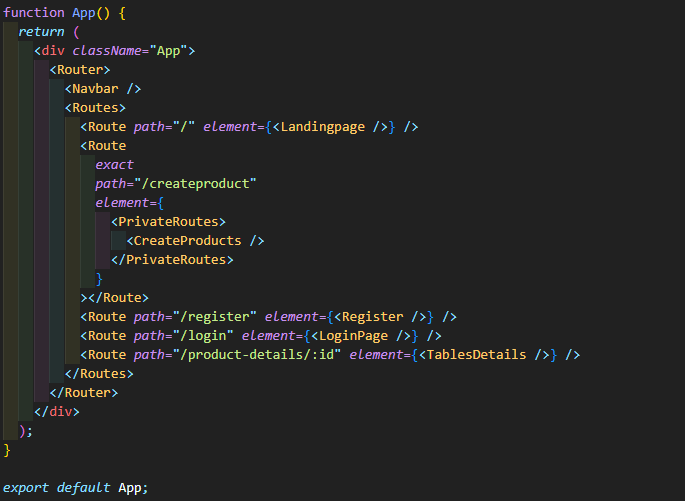 function App() {
  return (
    <div className="App">
      <Router>
        <Navbar />
        <Routes>
          <Route path="/" element={<Landingpage />} />
          <Route
            exact
            path="/createproduct"
            element={
              <PrivateRoutes>
                <CreateProducts />
              </PrivateRoutes>
            }
          ></Route>
          <Route path="/register" element={<Register />} />
          <Route path="/login" element={<LoginPage />} />
          <Route path="/product-details/:id" element={<TablesDetails />} />
        </Routes>
      </Router>
    </div>
  );
}

export default App;